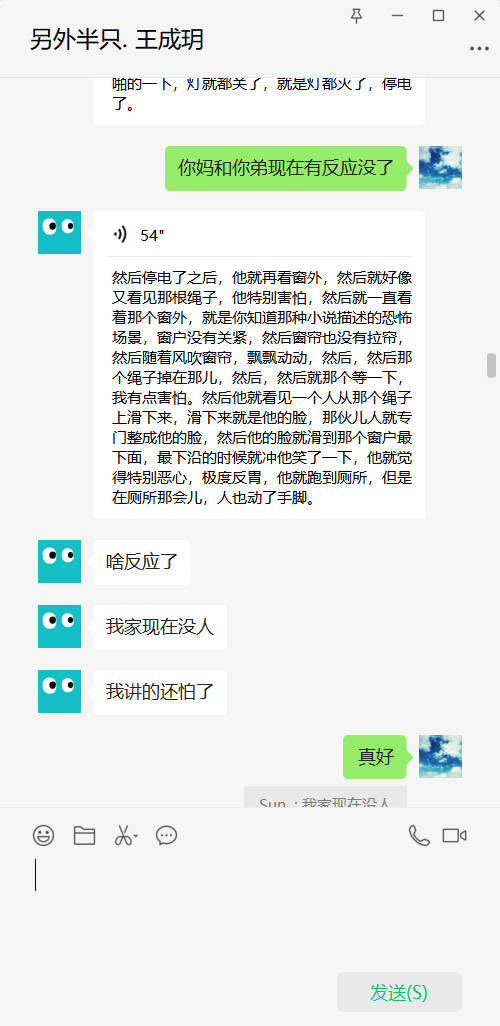 另外半只. 王成玥
啪的一下，灯就都关了，就是灯都灭了，停电
了。
你妈和你弟现在有反应没了
54"
然后停电了之后，他就再看窗外，然后就好像
又看见那根绳子，他特别害怕，然后就一直看
着那个窗外，就是你知道那种小说描述的恐怖
场景，窗户没有关紧，然后窗帘也没有拉帘，
然后随着风吹窗帘，飘飘动动，然后，然后那
个绳子掉在那儿，然后，然后就那个等一下，
我有点害怕。然后他就看见一个人从那个绳子
上滑下来，滑下来就是他的脸，那伙儿人就专
门整成他的脸，然后他的脸就滑到那个窗户最
下面，最下沿的时候就冲他笑了一下，他就觉
得特别恶心，极度反胃，他就跑到厕所，但是
在厕所那会儿，人也动了手脚。
啥反应了
我家现在没人
我讲的还怕了
真好
Sun. : 我家现在没人
发送(S)